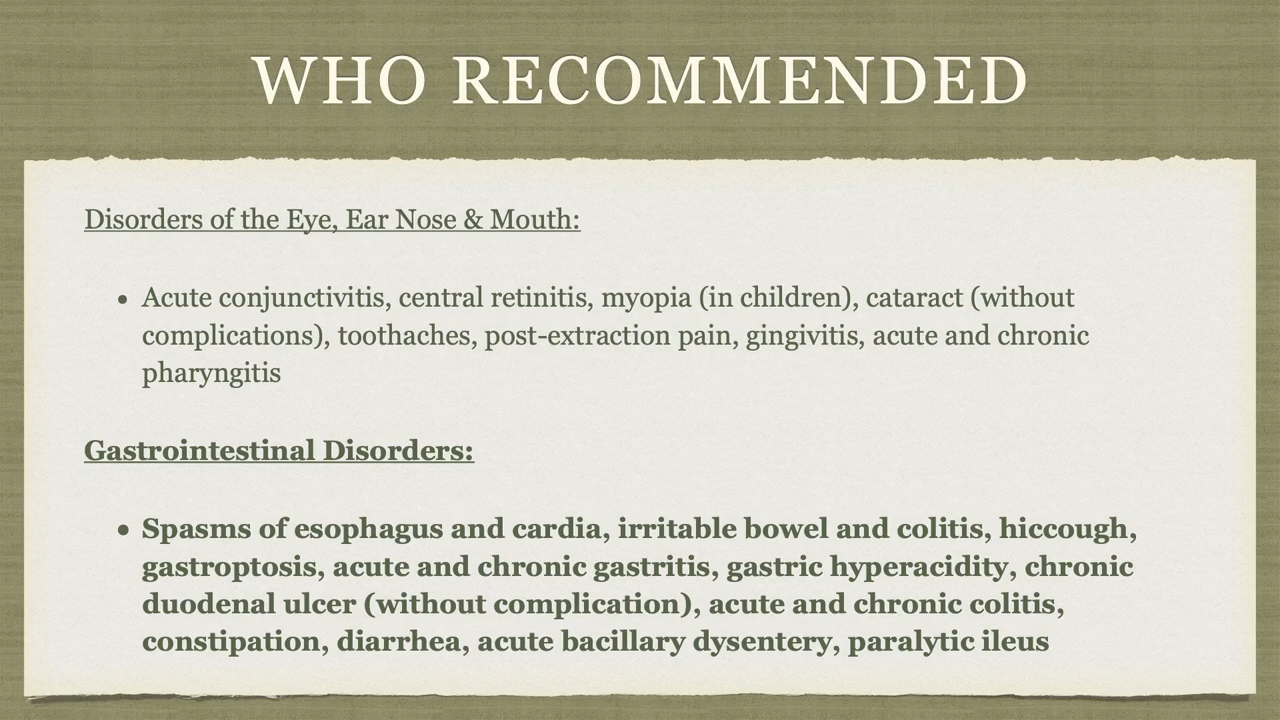 WHO RECOMMENDED
Disorders of the Eye, Ear Nose & Mouth:
• Acute conjunctivitis, central retinitis, myopia (in children), cataract (without
complications), toothaches, post-extraction pain, gingivitis, acute and chronic
pharyngitis
Gastrointestinal Disorders:
• Spasms of esophagus and cardia, irritable bowel and colitis, hiccough,
gastroptosis, acute and chronic gastritis, gastric hyperacidity, chronic
duodenal ulcer (without complication), acute and chronic colitis,
constipation, diarrhea, acute bacillary dysentery, paralytic ileus